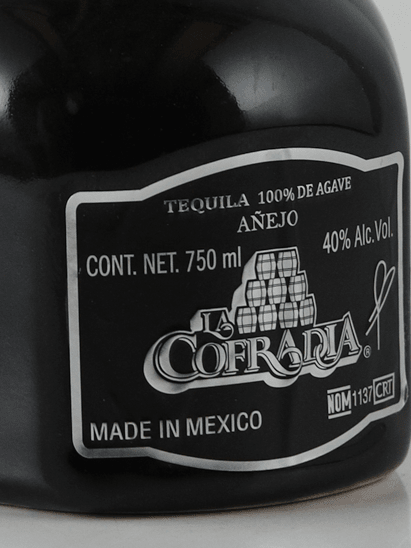 TEQUILA 100% DE AGAVE
AÑEJO
CONT. NET. 750 ml
40% Alc.Vol.
LA
COFRADIA ®
NOM 1137 CRT
MADE IN MEXICO